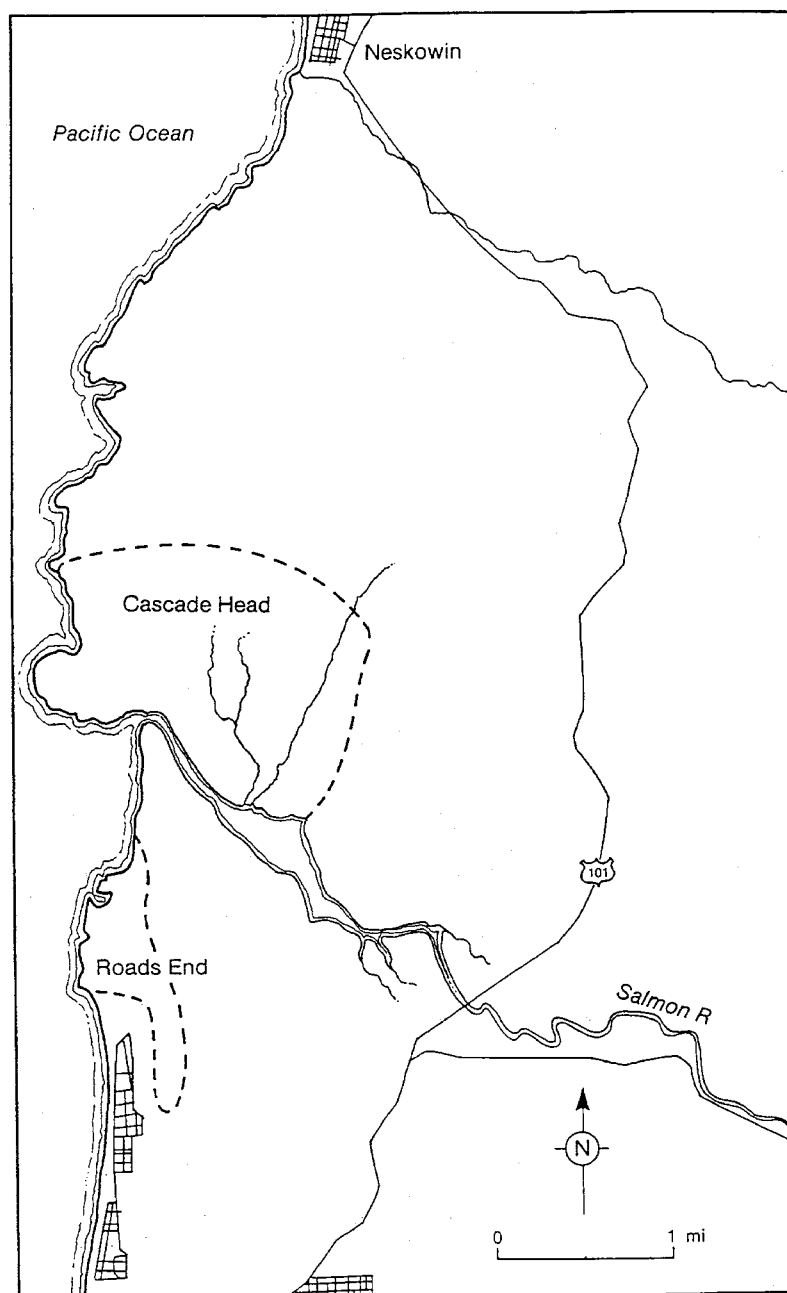 Neskowin
Pacific Ocean
Cascade Head
101
Roads End
Salmon R
N
0 1 mi